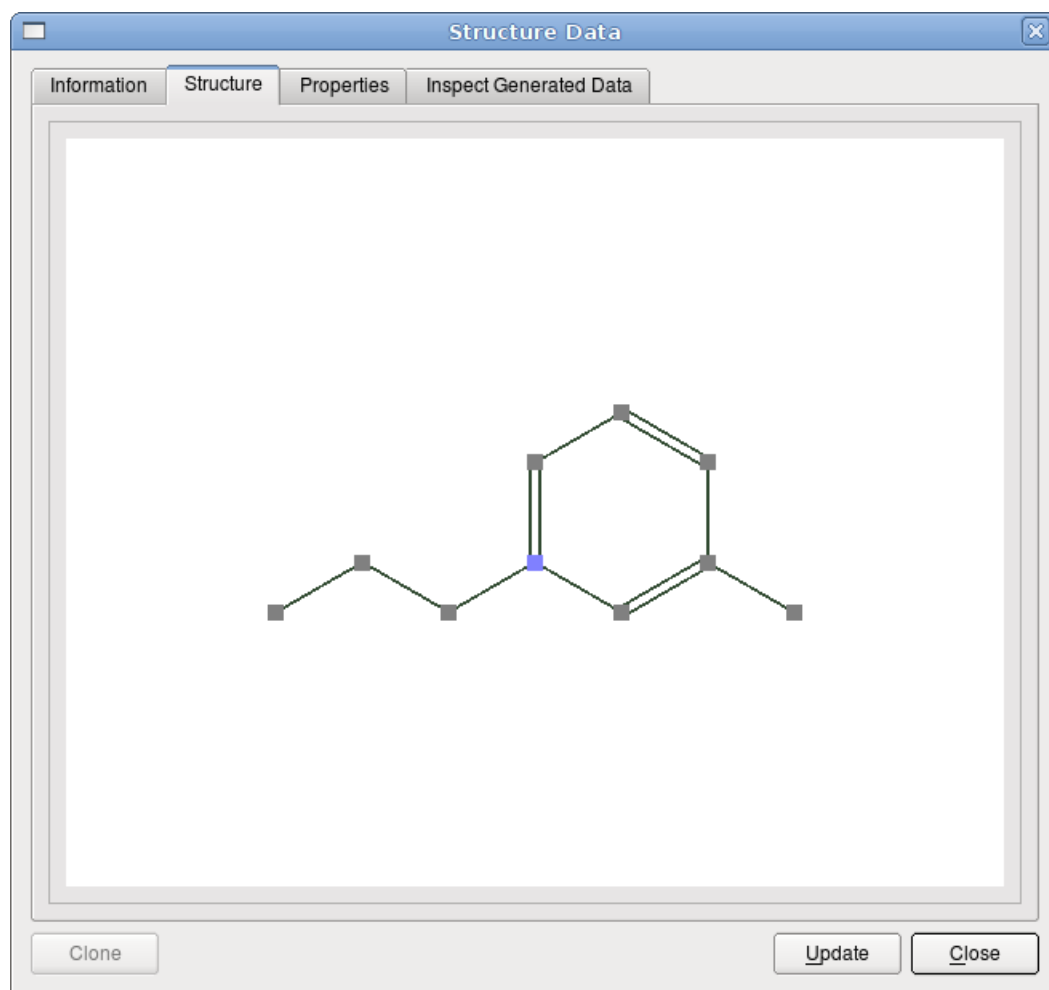 Structure Data
Information Structure Properties Inspect Generated Data
Clone Update Close